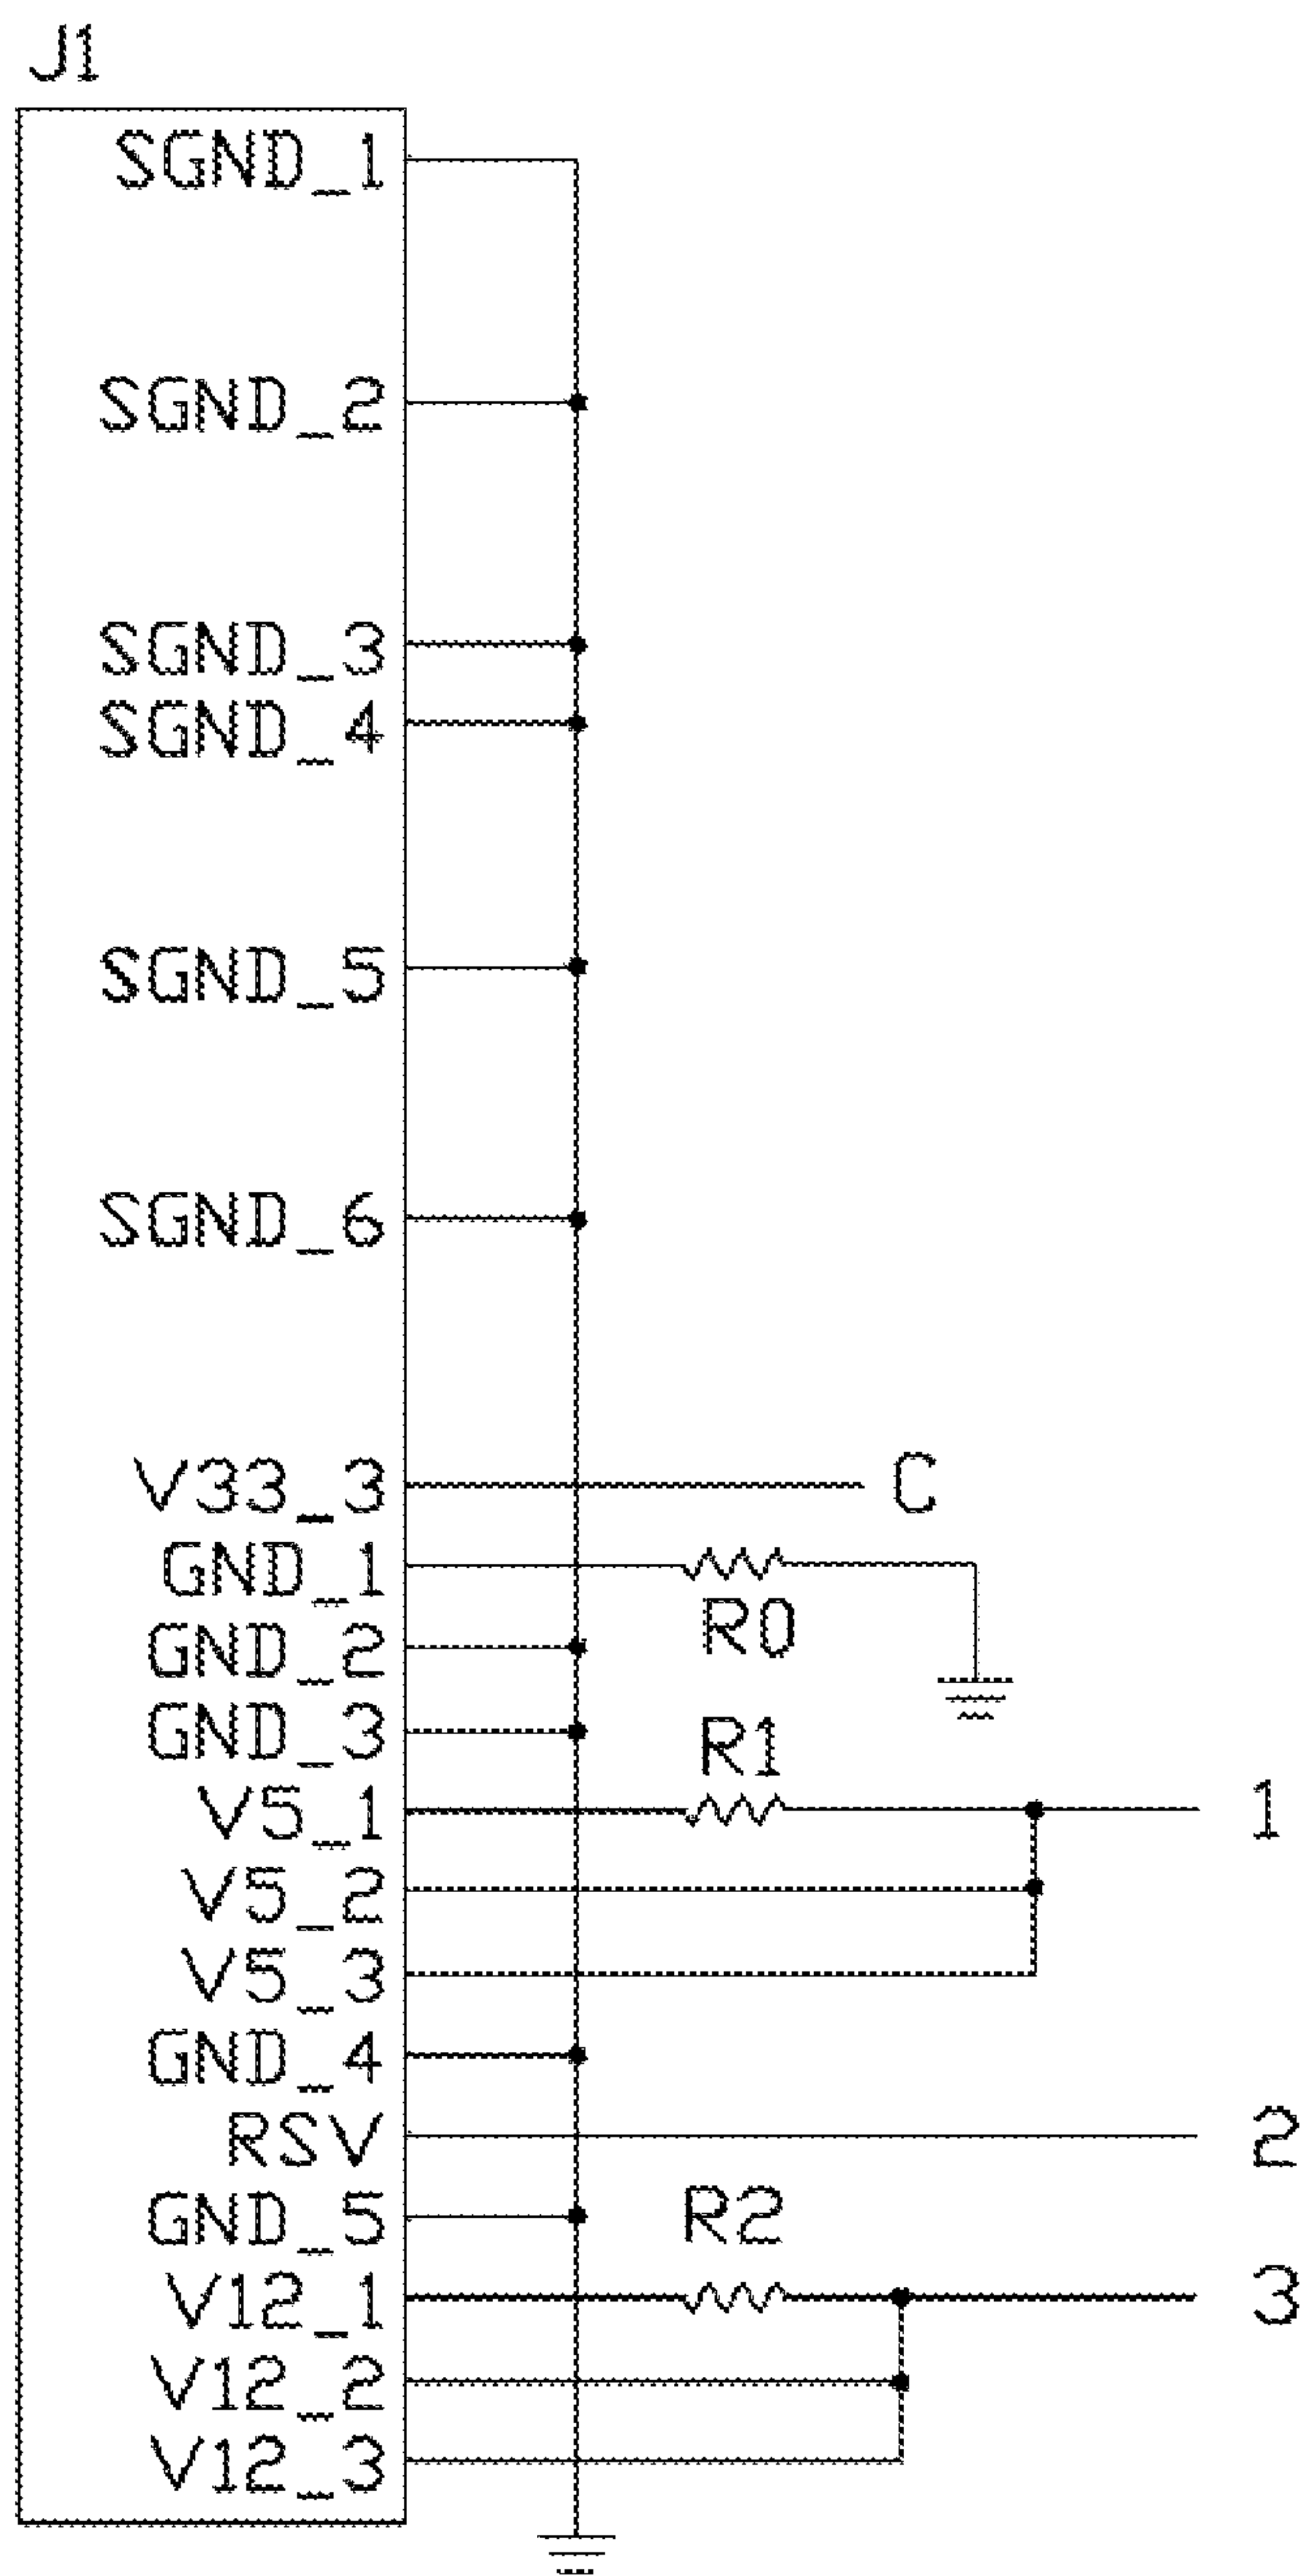 J1
SGND_1
SGND_2
SGND_3
SGND_4
SGND_5
SGND_6
V33_3 C
GND_1
R0
GND_2
GND_3
R1
V5_1 1
V5_2
V5_3
GND_4
RSV 2
GND_5 R2
V12_1 3
V12_2
V12_3